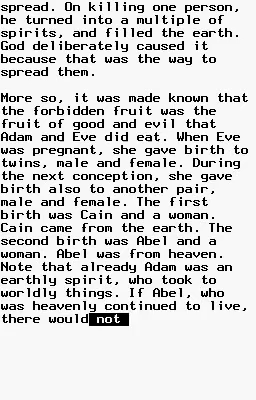 spread. On killing one person,
he turned into a multiple of
spirits, and filled the earth.
God deliberately caused it
because that was the way to
spread them.

More so, it was made known that
the forbidden fruit was the
fruit of good and evil that
Adam and Eve did eat. When Eve
was pregnant, she gave birth to
twins, male and female. During
the next conception, she gave
birth also to another pair,
male and female. The first
birth was Cain and a woman.
Cain came from the earth. The
second birth was Abel and a
woman. Abel was from heaven.
Note that already Adam was an
earthly spirit, who took to
worldly things. If Abel, who
was heavenly continued to live,
there would not